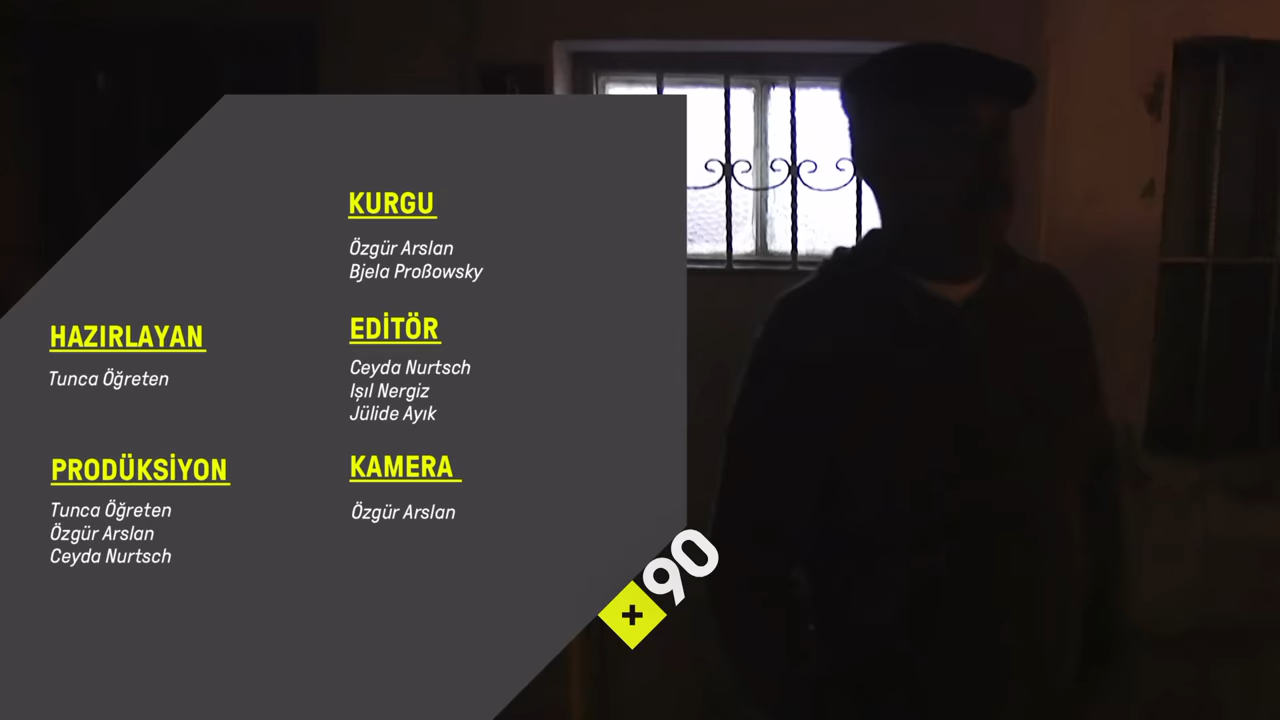 HAZIRLAYAN
Tunca Öğreten
PRODÜKSİYON
Tunca Öğreten
Özgür Arslan
Ceyda Nurtsch
KURGU
Özgür Arslan
Bjela Proßowsky
EDİTÖR
Ceyda Nurtsch
Işıl Nergiz
Jülide Ayık
KAMERA
Özgür Arslan
+90